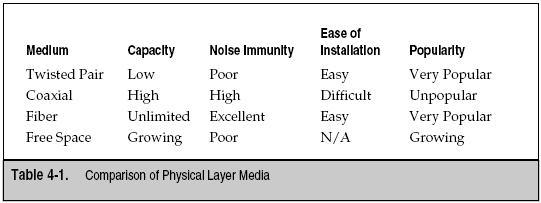 Medium Capacity Noise Immunity Ease of Installation Popularity
Twisted Pair Low Poor Easy Very Popular
Coaxial High High Difficult Unpopular
Fiber Unlimited Excellent Easy Very Popular
Free Space Growing Poor N/A Growing
Table 4-1. Comparison of Physical Layer Media